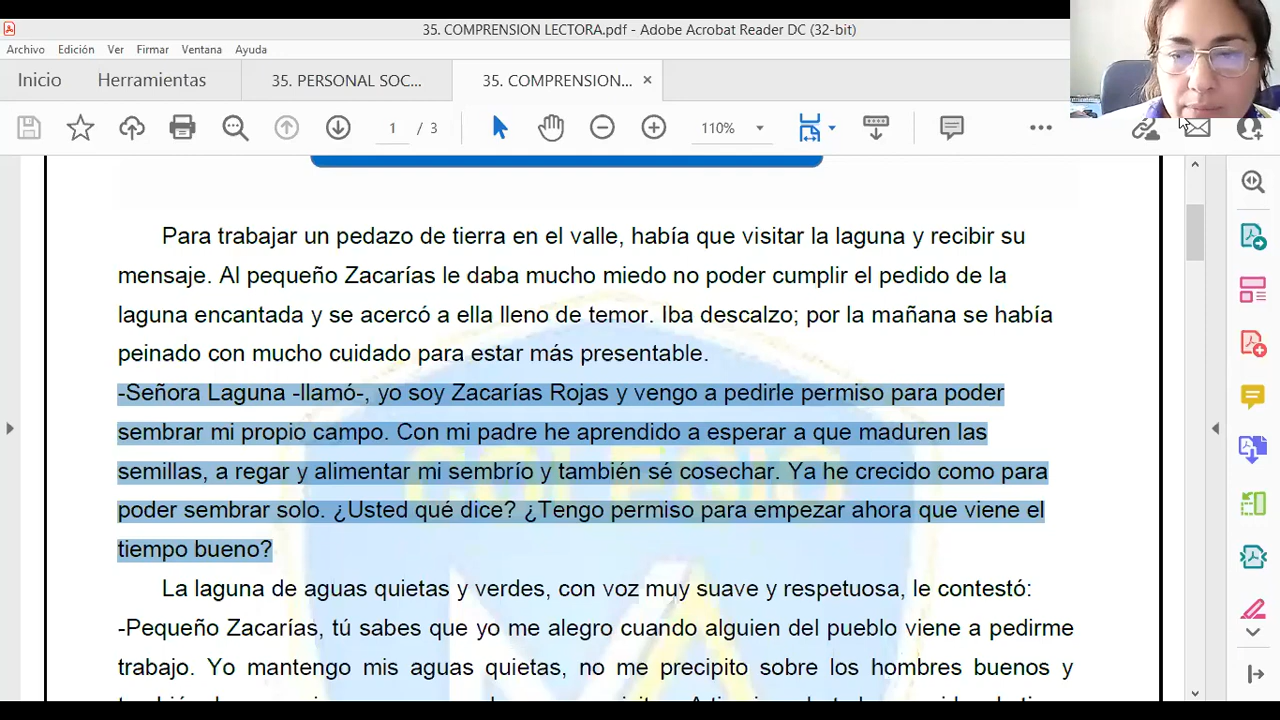 35. COMPRENSION LECTORA.pdf - Adobe Acrobat Reader DC (32-bit)
Archivo Edición Ver Firmar Ventana Ayuda
Inicio Herramientas 35. PERSONAL SOC... 35. COMPRENSION... ×
1 / 3 110%
Para trabajar un pedazo de tierra en el valle, había que visitar la laguna y recibir su
mensaje. Al pequeño Zacarías le daba mucho miedo no poder cumplir el pedido de la
laguna encantada y se acercó a ella lleno de temor. Iba descalzo; por la mañana se había
peinado con mucho cuidado para estar más presentable.
-Señora Laguna -llamó-, yo soy Zacarías Rojas y vengo a pedirle permiso para poder
sembrar mi propio campo. Con mi padre he aprendido a esperar a que maduren las
semillas, a regar y alimentar mi sembrío y también sé cosechar. Ya he crecido como para
poder sembrar solo. ¿Usted qué dice? ¿Tengo permiso para empezar ahora que viene el
tiempo bueno?
La laguna de aguas quietas y verdes, con voz muy suave y respetuosa, le contestó:
-Pequeño Zacarías, tú sabes que yo me alegro cuando alguien del pueblo viene a pedirme
trabajo. Yo mantengo mis aguas quietas, no me precipito sobre los hombres buenos y
COLEGIO